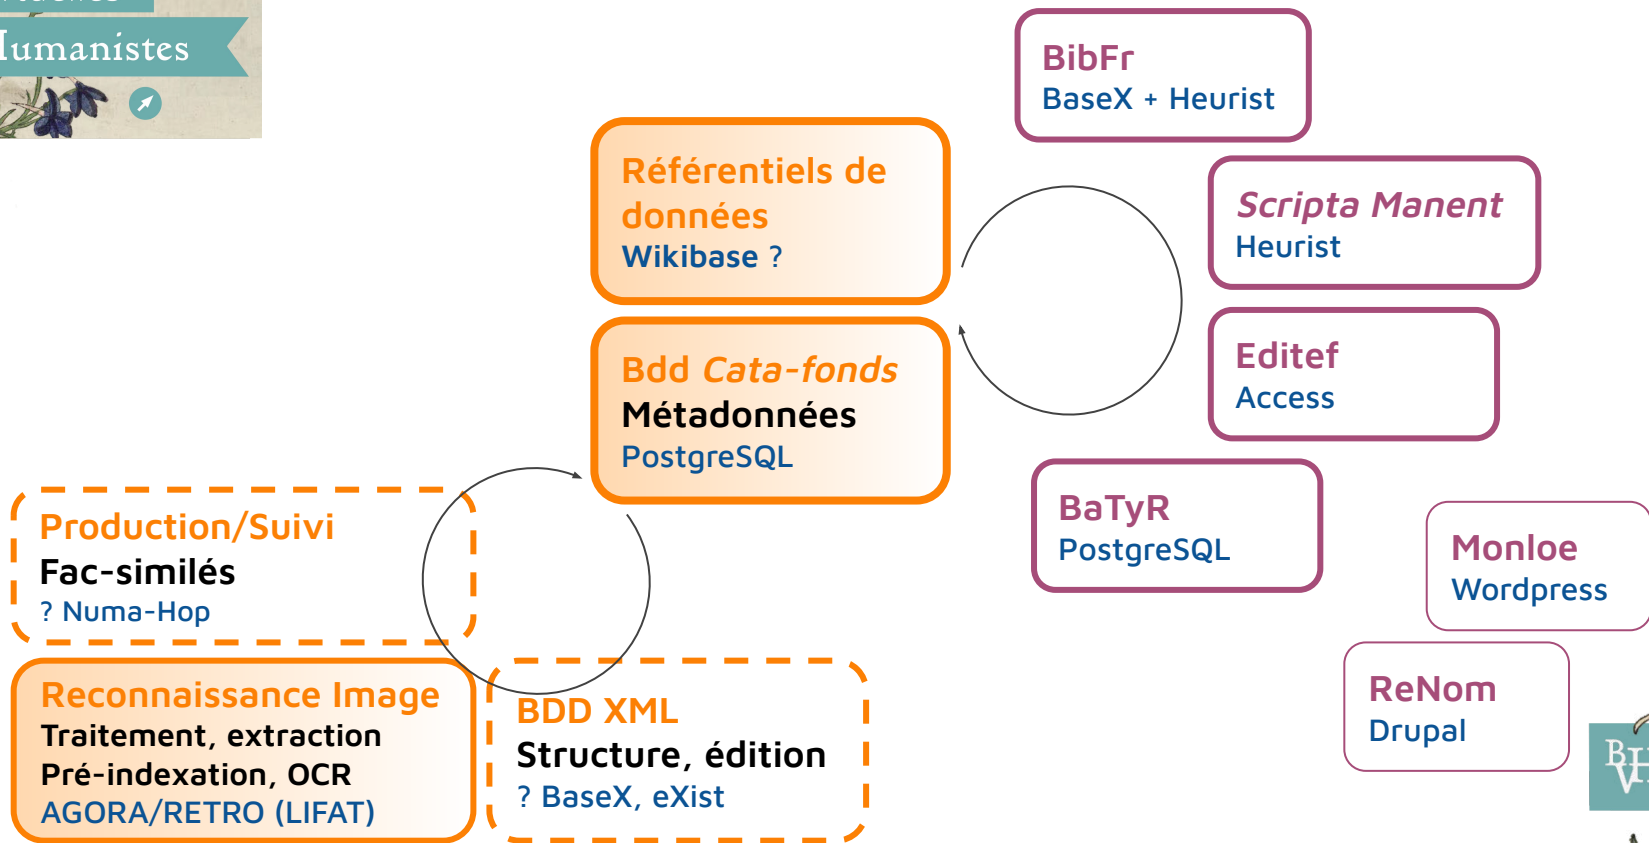 Humanistes
BibFr
BaseX + Heurist
Référentiels de
données
Wikibase ?
Scripta Manent
Heurist
Bdd Cata-fonds
Métadonnées
PostgreSQL
Editef
Access
BaTyR
PostgreSQL
Monloe
Wordpress
ReNom
Drupal
Production/Suivi
Fac-similés
? Numa-Hop
Reconnaissance Image
Traitement, extraction
Pré-indexation, OCR
AGORA/RETRO (LIFAT)
BDD XML
Structure, édition
? BaseX, eXist
BVH